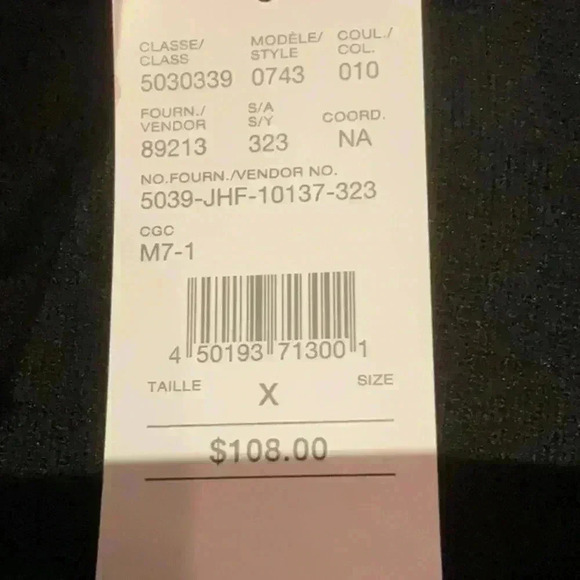 CLASSE/ MODÈLE/ COUL./
CLASS STYLE COL.
5030339 0743 010
FOURN./ S/A
VENDOR S/Y COORD.
89213 323 NA
NO.FOURN./VENDOR NO.
5039-JHF-10137-323
CGC
M7-1
4 50193 71300 1
TAILLE X SIZE
$108.00